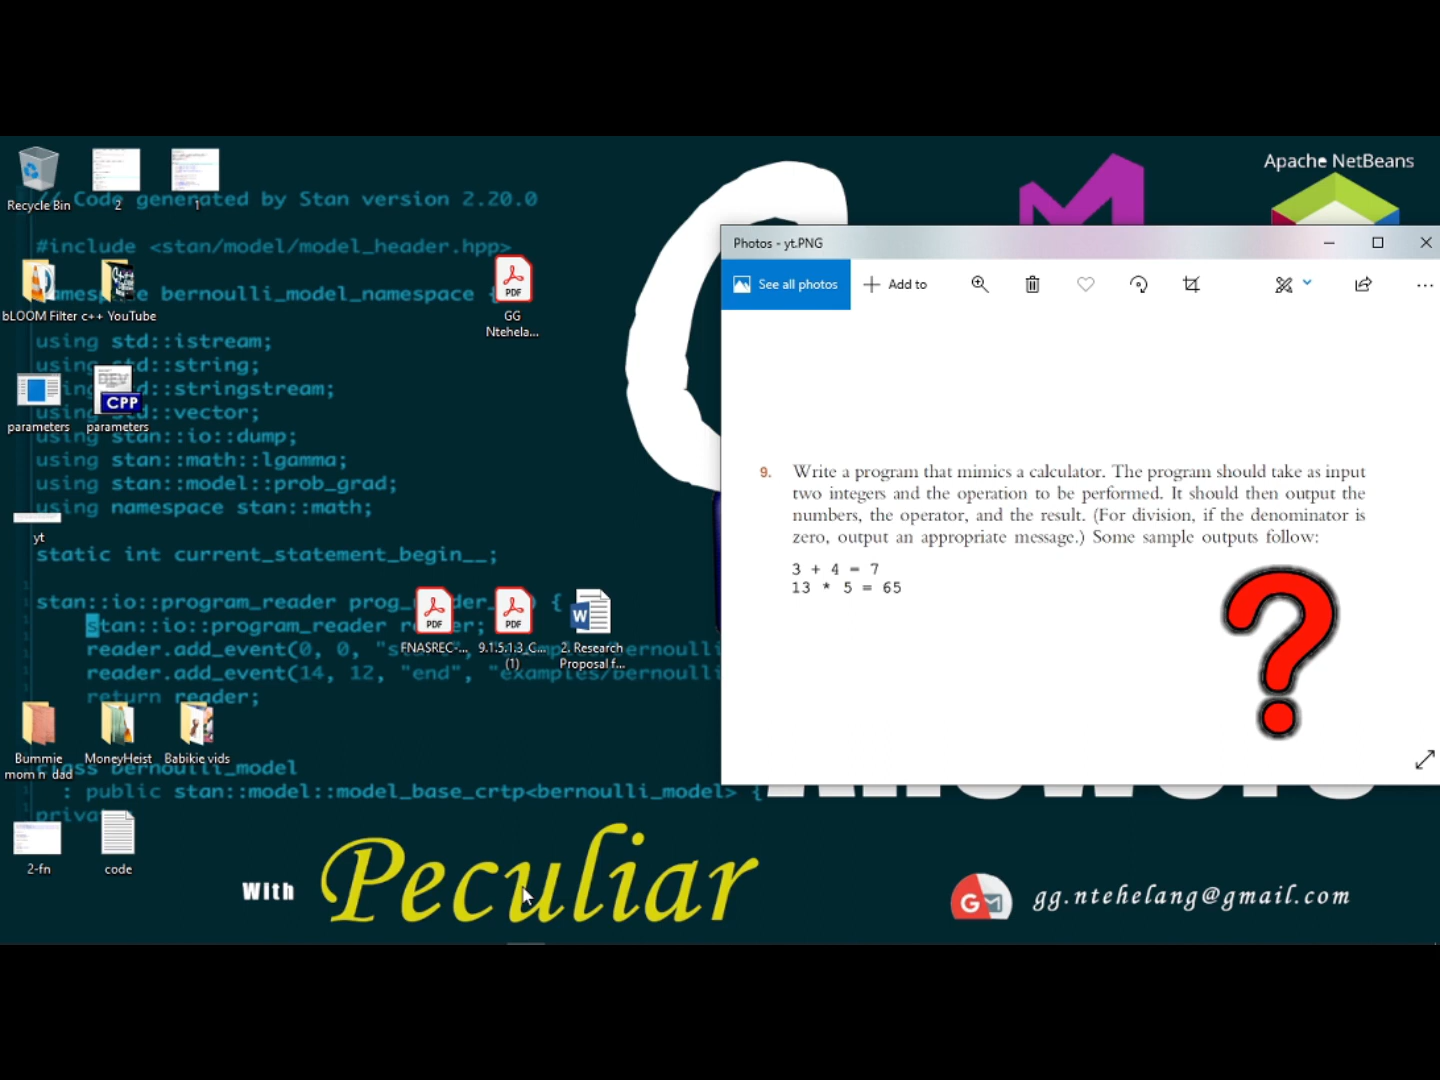 Recycle Bin
2
1
// Code generated by Stan version 2.20.0
#include <stan/model/model_header.hpp>
bernoulli_model_namespace {
bLOOM Filter
c++ YouTube
PDF
GG
Ntehela...
using std::istream;
using std::string;
std::stringstream;
std::vector;
using stan::io::dump;
using stan::math::lgamma;
using stan::model::prob_grad;
using namespace stan::math;
DEV
CPP
parameters
parameters
yt
static int current_statement_begin__;
stan::io::program_reader
stan::io::program_reader
reader.add_event(0, 0,
reader.add_event(14, 12, "end",
return reader;
PDF
PDF
W
FNASREC-...
9.1.5.1.3_C...
(1)
2. Research
Proposal f...
Bummie
mom n dad
MoneyHeist
Babikie vids
class bernoulli_model
: public stan::model::model_base_crtp<bernoulli_model> {
2-fn
code
Apache NetBeans
Photos - yt.PNG
See all photos
Add to
9. Write a program that mimics a calculator. The program should take as input
two integers and the operation to be performed. It should then output the
numbers, the operator, and the result. (For division, if the denominator is
zero, output an appropriate message.) Some sample outputs follow:
3 + 4 = 7
13 * 5 = 65
?
With Peculiar
G
gg.ntehelang@gmail.com